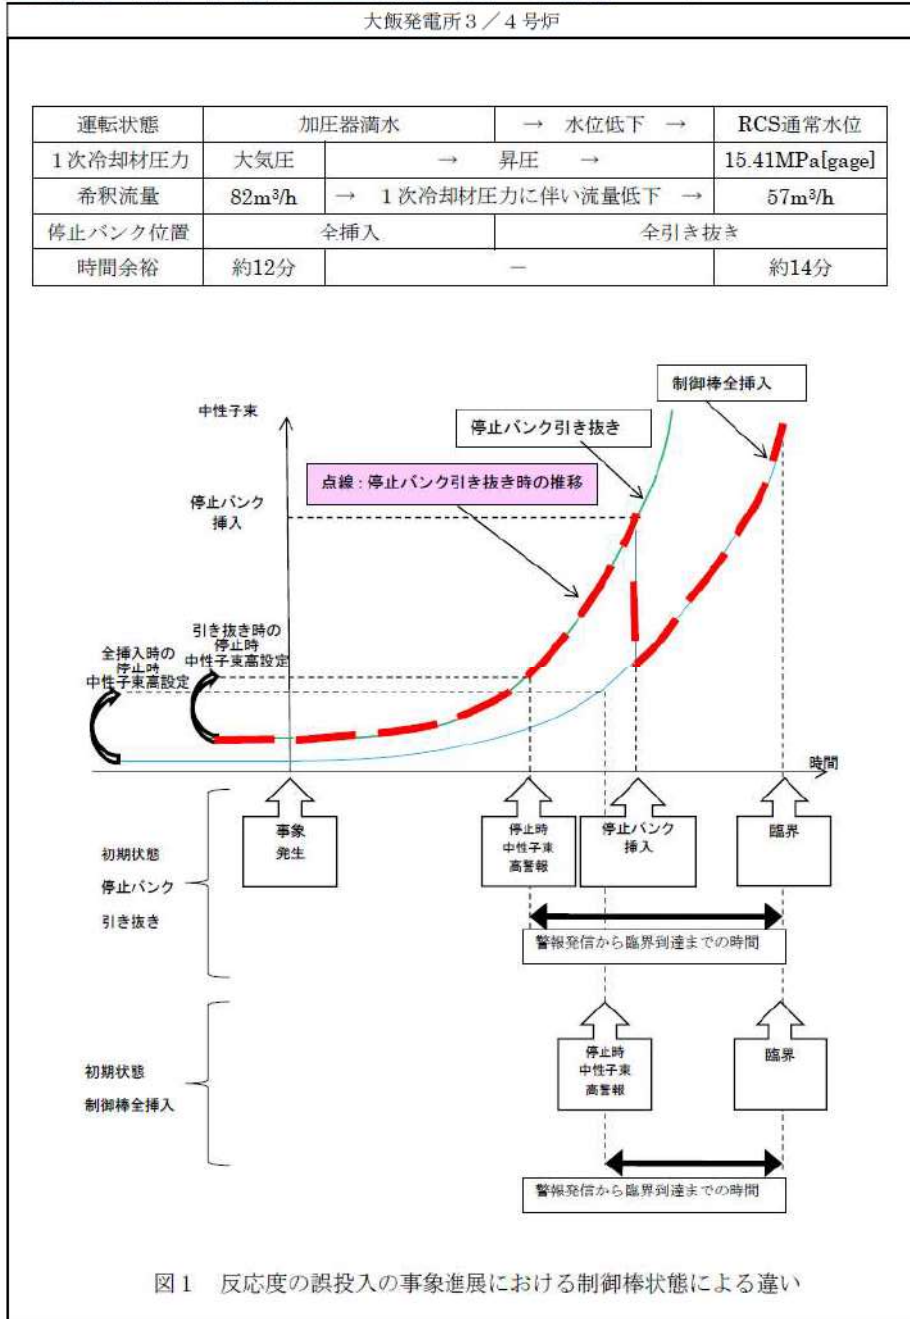 大飯発電所3/4号炉
運転状態 加圧器満水 → 水位低下 → RCS通常水位
1次冷却材圧力 大気圧 → 昇圧 → 15.41MPa[gage]
希釈流量 82m³/h → 1次冷却材圧力に伴い流量低下 → 57m³/h
停止バンク位置 全挿入 全引き抜き
時間余裕 約12分 － 約14分
制御棒全挿入
中性子束
停止バンク引き抜き
点線:停止バンク引き抜き時の推移
停止バンク
挿入
引き抜き時の
停止時
中性子束高設定
全挿入時の
停止時
中性子束高設定
時間
初期状態
停止バンク
引き抜き
事象
発生
停止時
中性子束
高警報
停止バンク
挿入
臨界
警報発信から臨界到達までの時間
初期状態
制御棒全挿入
停止時
中性子束
高警報
臨界
警報発信から臨界到達までの時間
図1 反応度の誤投入の事象進展における制御棒状態による違い